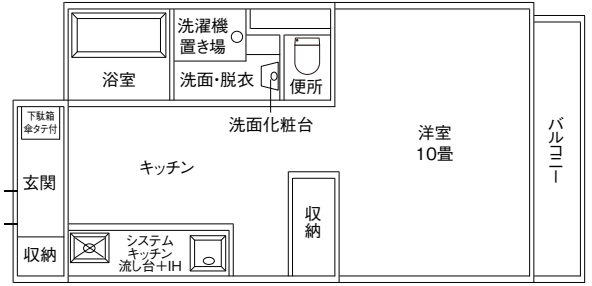 洗濯機
置き場
浴室
洗面・脱衣
便所
洗面化粧台
下駄箱
傘タテ付
玄関
収納
キッチン
システム
キッチン
流し台＋IH
収納
洋室
10畳
バルコニー